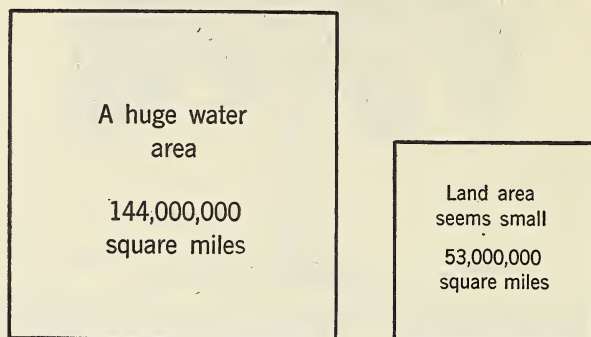 A huge water
area
144,000,000
square miles
Land area
seems small
53,000,000
square miles